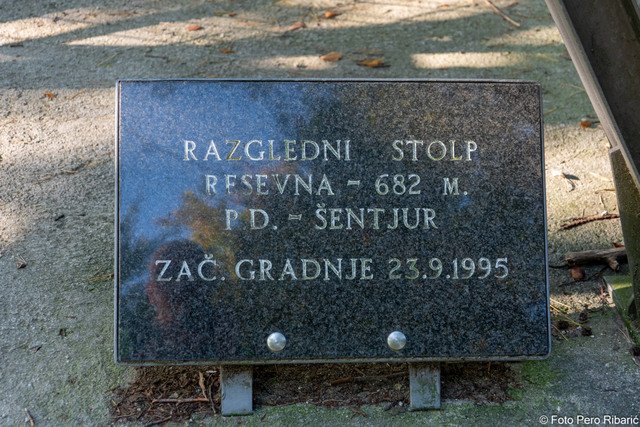 RAZGLEDNI STOLP
RESEVNA - 682 M.
P.D. - ŠENTJUR
ZAČ. GRADNJE 23.9.1995
© Foto Pero Ribarić